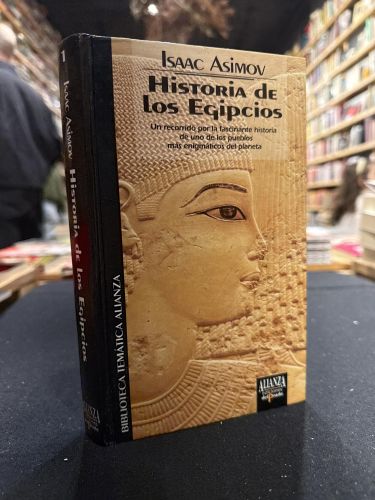 1
ISAAC ASIMOV
HISTORIA DE LOS EGIPCIOS
ALIANZA
ISAAC ASIMOV
HISTORIA DE
LOS EGIPCIOS
Un recorrido por la fascinante historia
de uno de los pueblos
más enigmáticos del planeta
BIBLIOTECA TEMÁTICA ALIANZA
ALIANZA